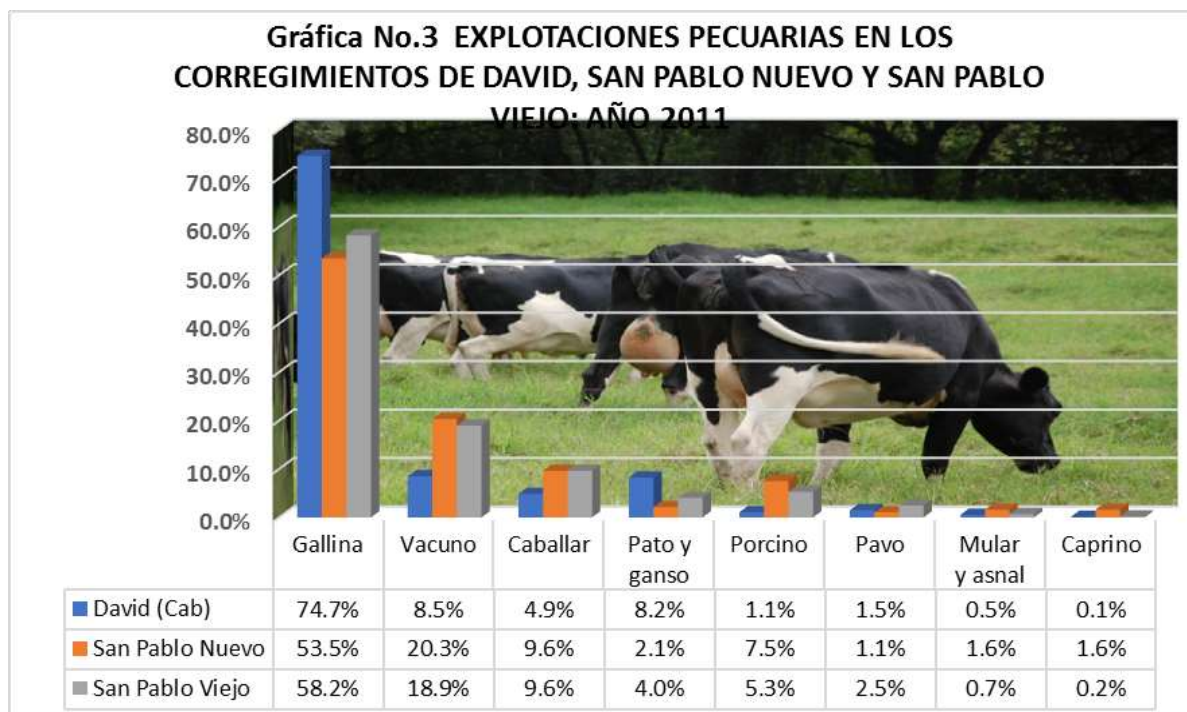 Gráfica No.3 EXPLOTACIONES PECUARIAS EN LOS
CORREGIMIENTOS DE DAVID, SAN PABLO NUEVO Y SAN PABLO
VIEJO: AÑO 2011
80.0%
70.0%
60.0%
50.0%
40.0%
30.0%
20.0%
10.0%
0.0%
Gallina Vacuno Caballar Pato y ganso Porcino Pavo Mular y asnal Caprino
David (Cab) 74.7% 8.5% 4.9% 8.2% 1.1% 1.5% 0.5% 0.1%
San Pablo Nuevo 53.5% 20.3% 9.6% 2.1% 7.5% 1.1% 1.6% 1.6%
San Pablo Viejo 58.2% 18.9% 9.6% 4.0% 5.3% 2.5% 0.7% 0.2%